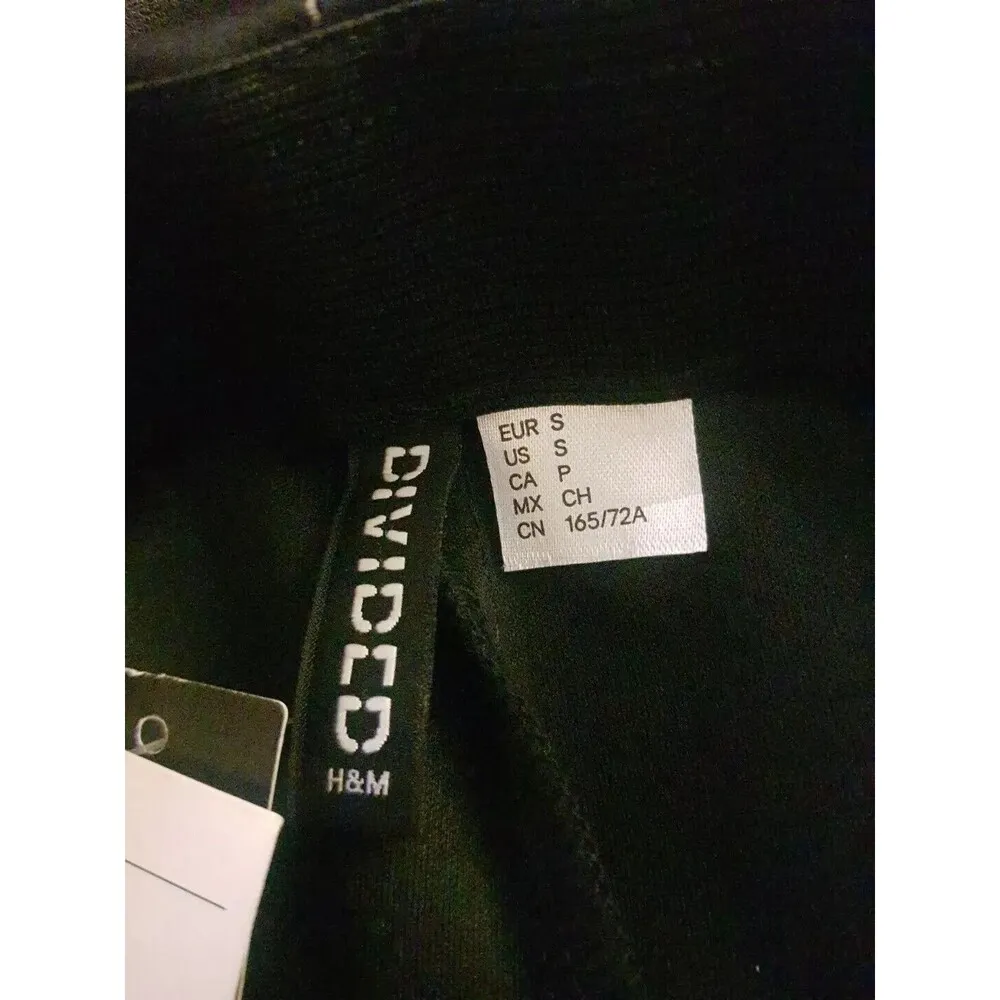 DIVIDED
H&M
EUR S
US S
CA P
MX CH
CN 165/72A